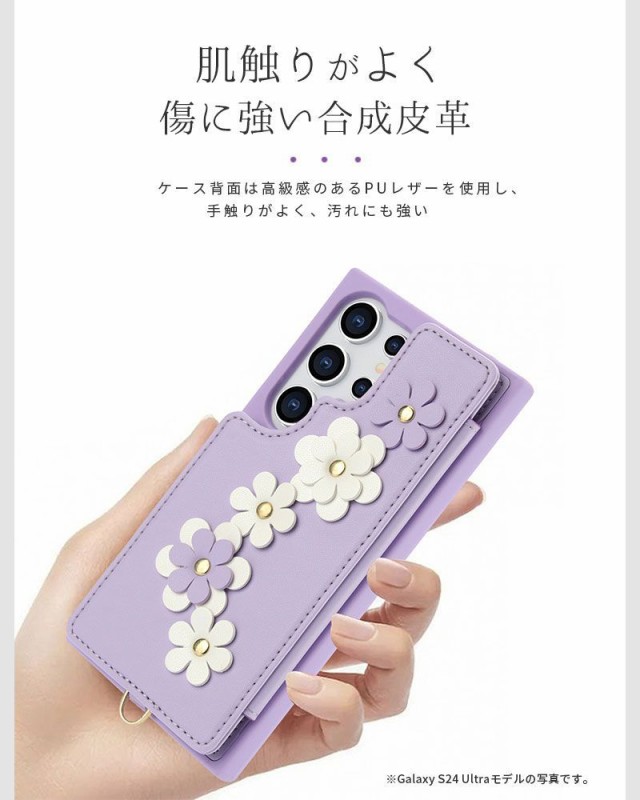 肌触りがよく
傷に強い合成皮革
ケース背面は高級感のあるPUレザーを使用し、
手触りがよく、汚れにも強い
※Galaxy S24 Ultraモデルの写真です。